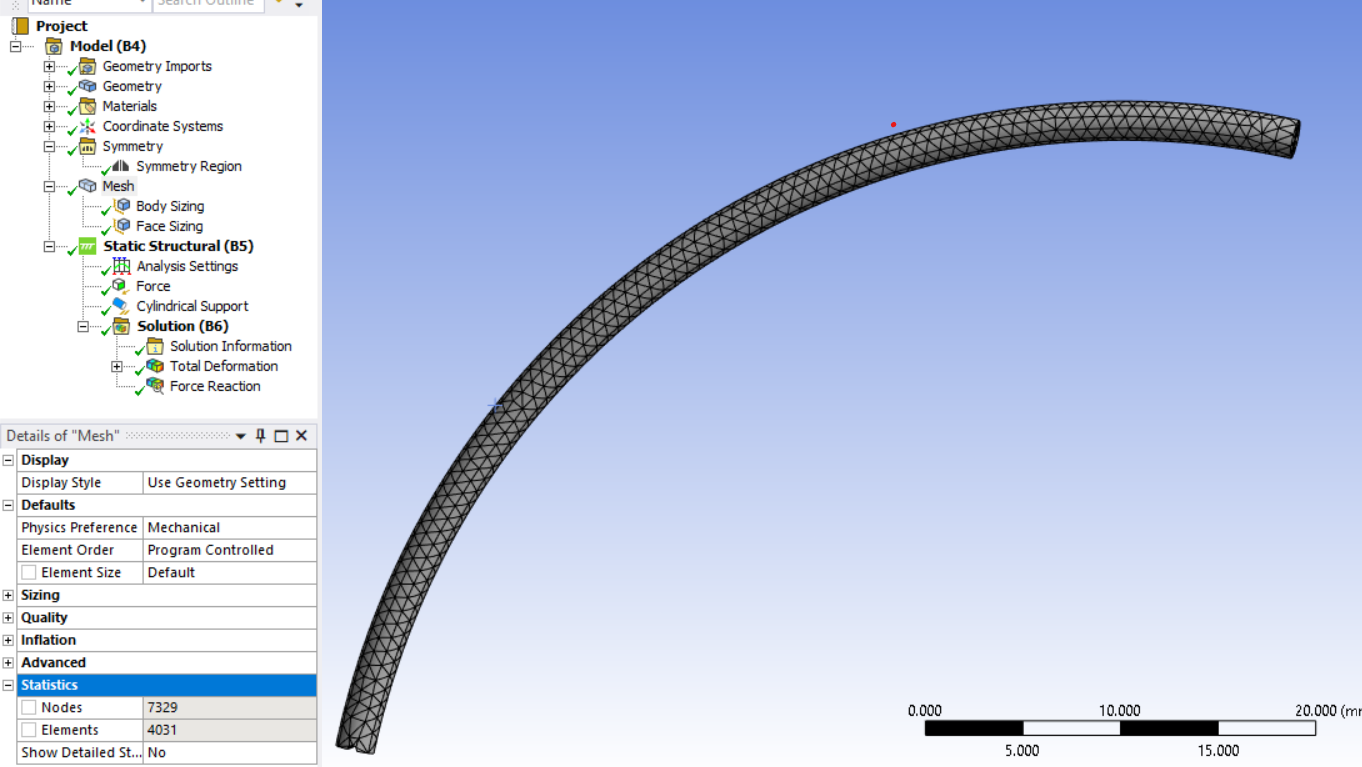 Name Search Outline
Project
Model (B4)
Geometry Imports
Geometry
Materials
Coordinate Systems
Symmetry
Symmetry Region
Mesh
Body Sizing
Face Sizing
Static Structural (B5)
Analysis Settings
Force
Cylindrical Support
Solution (B6)
Solution Information
Total Deformation
Force Reaction
Details of "Mesh"
Display
Display Style Use Geometry Setting
Defaults
Physics Preference Mechanical
Element Order Program Controlled
Element Size Default
Sizing
Quality
Inflation
Advanced
Statistics
Nodes 7329
Elements 4031
Show Detailed St... No
0.000 10.000 20.000 (mm
5.000 15.000